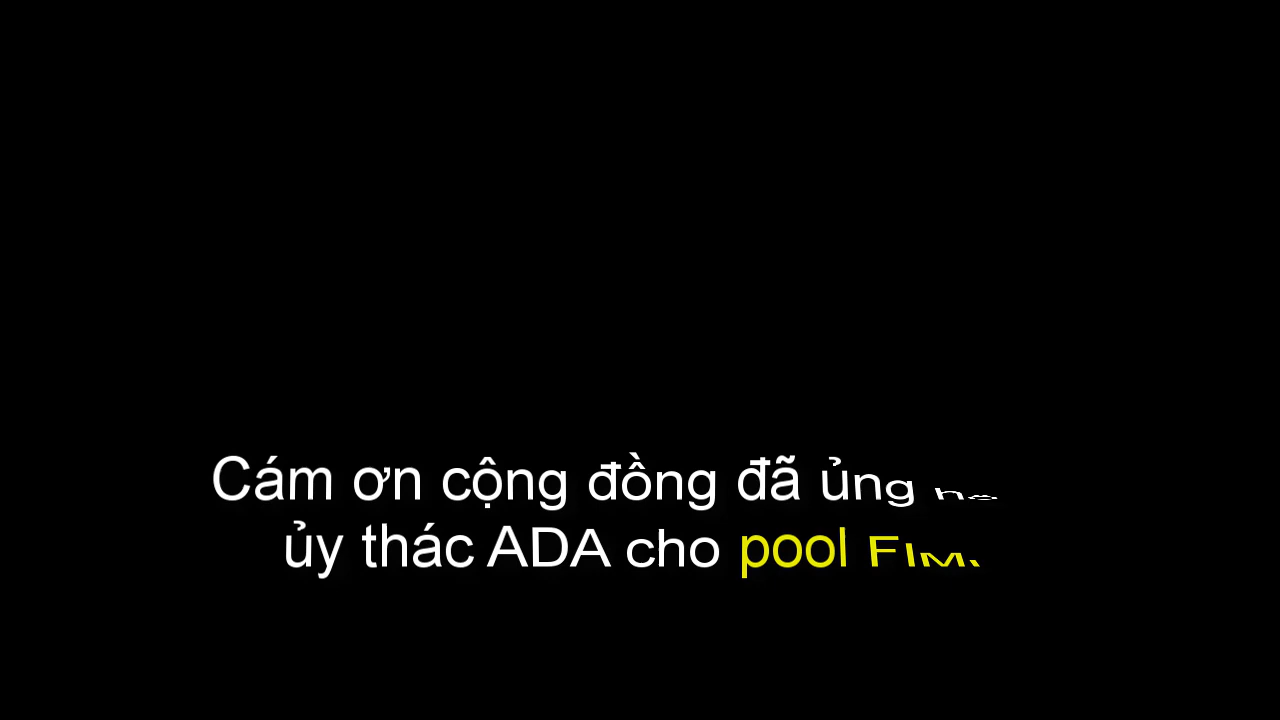 Cám ơn cộng đồng đã ủng
ủy thác ADA cho pool